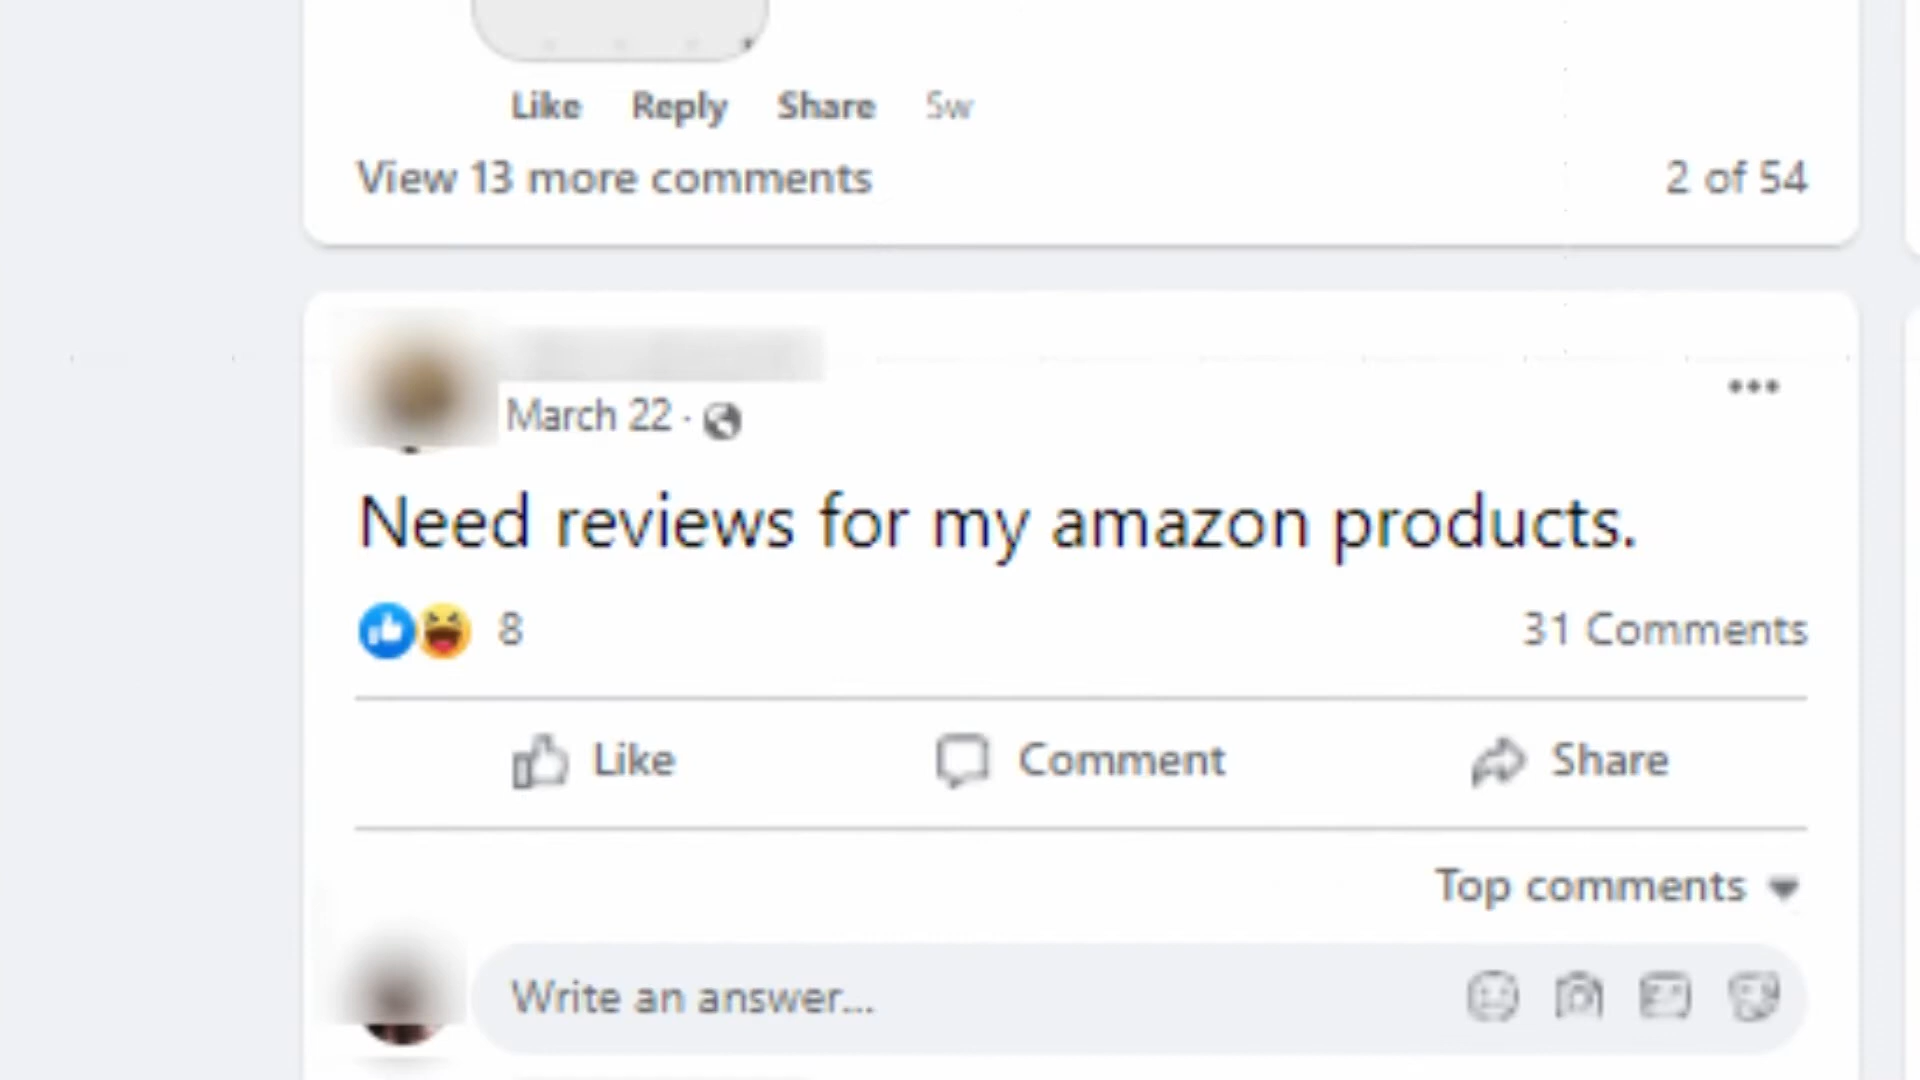 Like Reply Share 5w
View 13 more comments 2 of 54
March 22 ·
Need reviews for my amazon products.
8 31 Comments
Like Comment Share
Top comments
Write an answer...